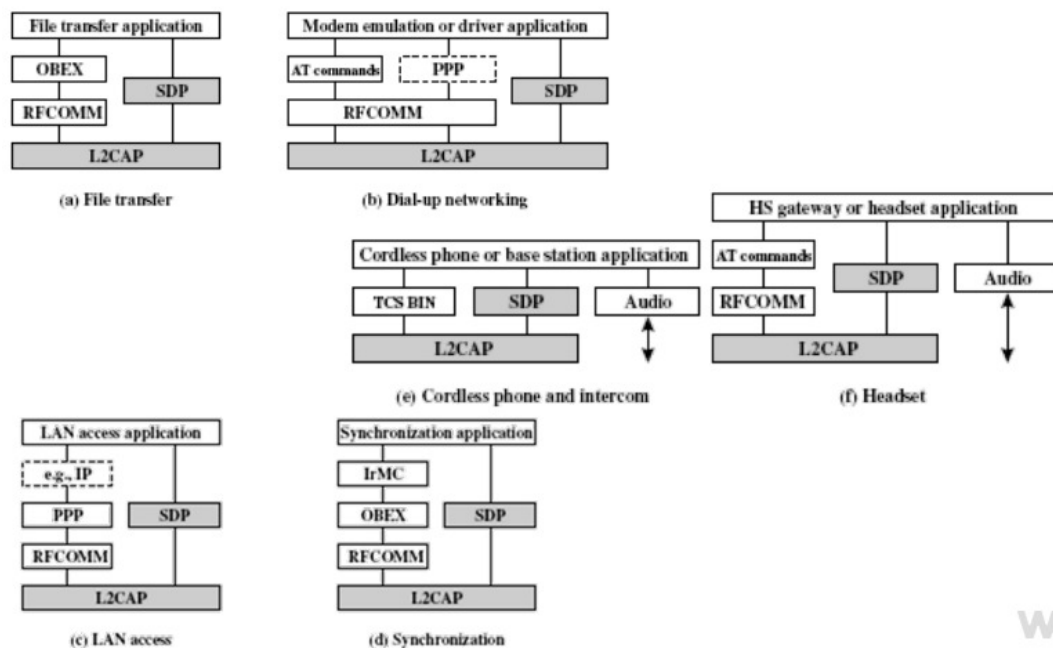 File transfer application
OBEX
SDP
RFCOMM
L2CAP
(a) File transfer
Modem emulation or driver application
AT commands
PPP
SDP
RFCOMM
L2CAP
(b) Dial-up networking
Cordless phone or base station application
TCS BIN
SDP
Audio
L2CAP
(e) Cordless phone and intercom
HS gateway or headset application
AT commands
SDP
Audio
RFCOMM
L2CAP
(f) Headset
LAN access application
e.g., IP
PPP
SDP
RFCOMM
L2CAP
(c) LAN access
Synchronization application
IrMC
OBEX
SDP
RFCOMM
L2CAP
(d) Synchronization
W